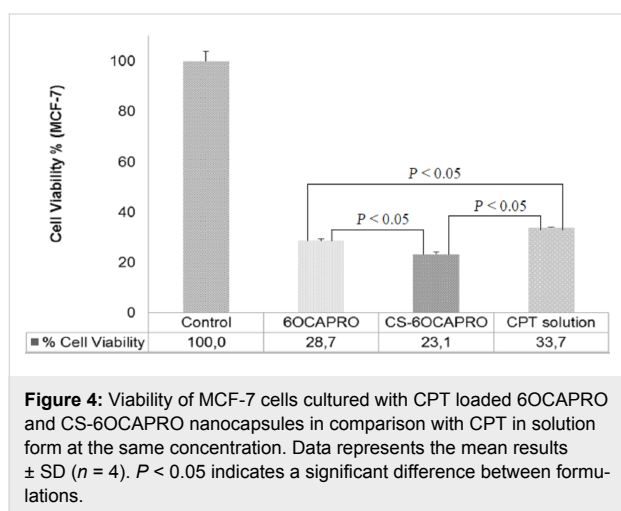 100
80
60
40
20
0
Cell Viability % (MCF-7)
P < 0.05
P < 0.05
P < 0.05
Control 6OCAPRO CS-6OCAPRO CPT solution
% Cell Viability 100,0 28,7 23,1 33,7
Figure 4: Viability of MCF-7 cells cultured with CPT loaded 6OCAPRO
and CS-6OCAPRO nanocapsules in comparison with CPT in solution
form at the same concentration. Data represents the mean results
± SD (n = 4). P < 0.05 indicates a significant difference between formu-
lations.